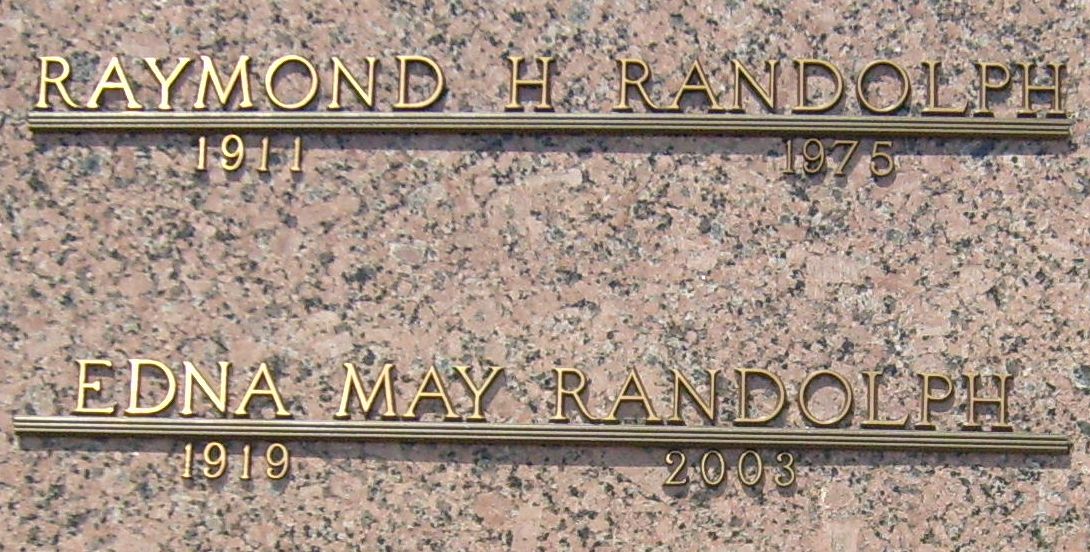 RAYMOND H RANDOLPH
1911 1975
EDNA MAY RANDOLPH
1919 2003